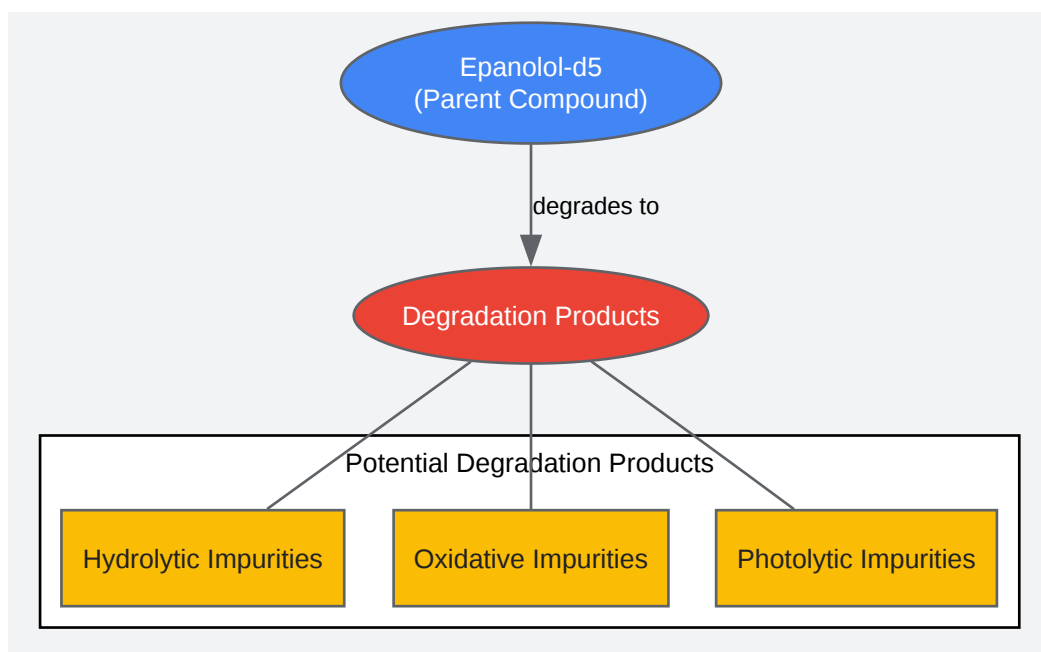 Epanolol-d5
(Parent Compound)
degrades to
Degradation Products
Potential Degradation Products
Hydrolytic Impurities
Oxidative Impurities
Photolytic Impurities